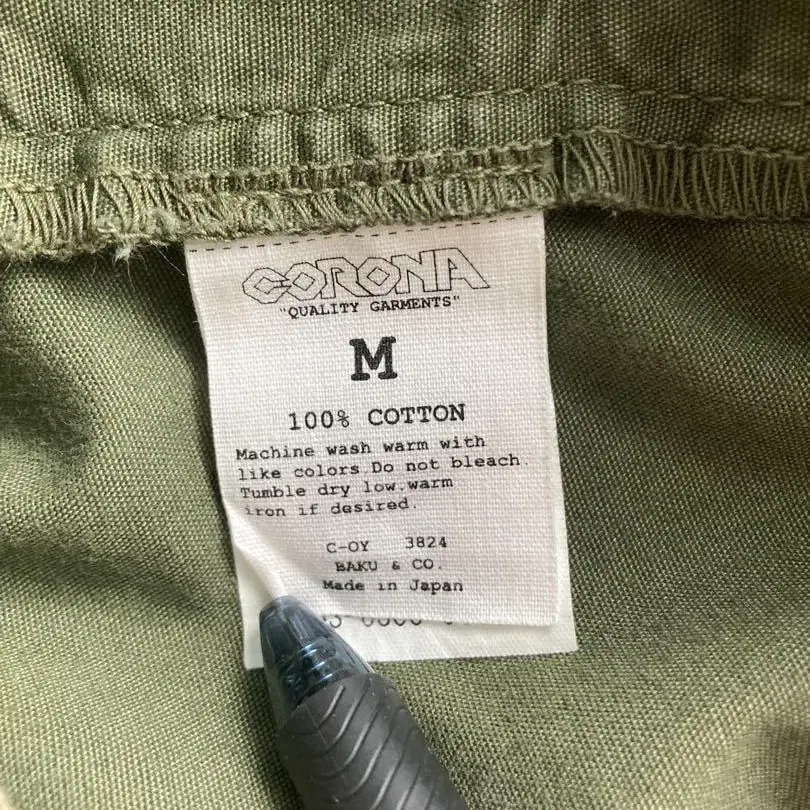 CORONA
"QUALITY GARMENTS"
M
100% COTTON
Machine wash warm with
like colors.Do not bleach.
Tumble dry low.warm
iron if desired.
C-OY 3824
BAKU & CO.
Made in Japan